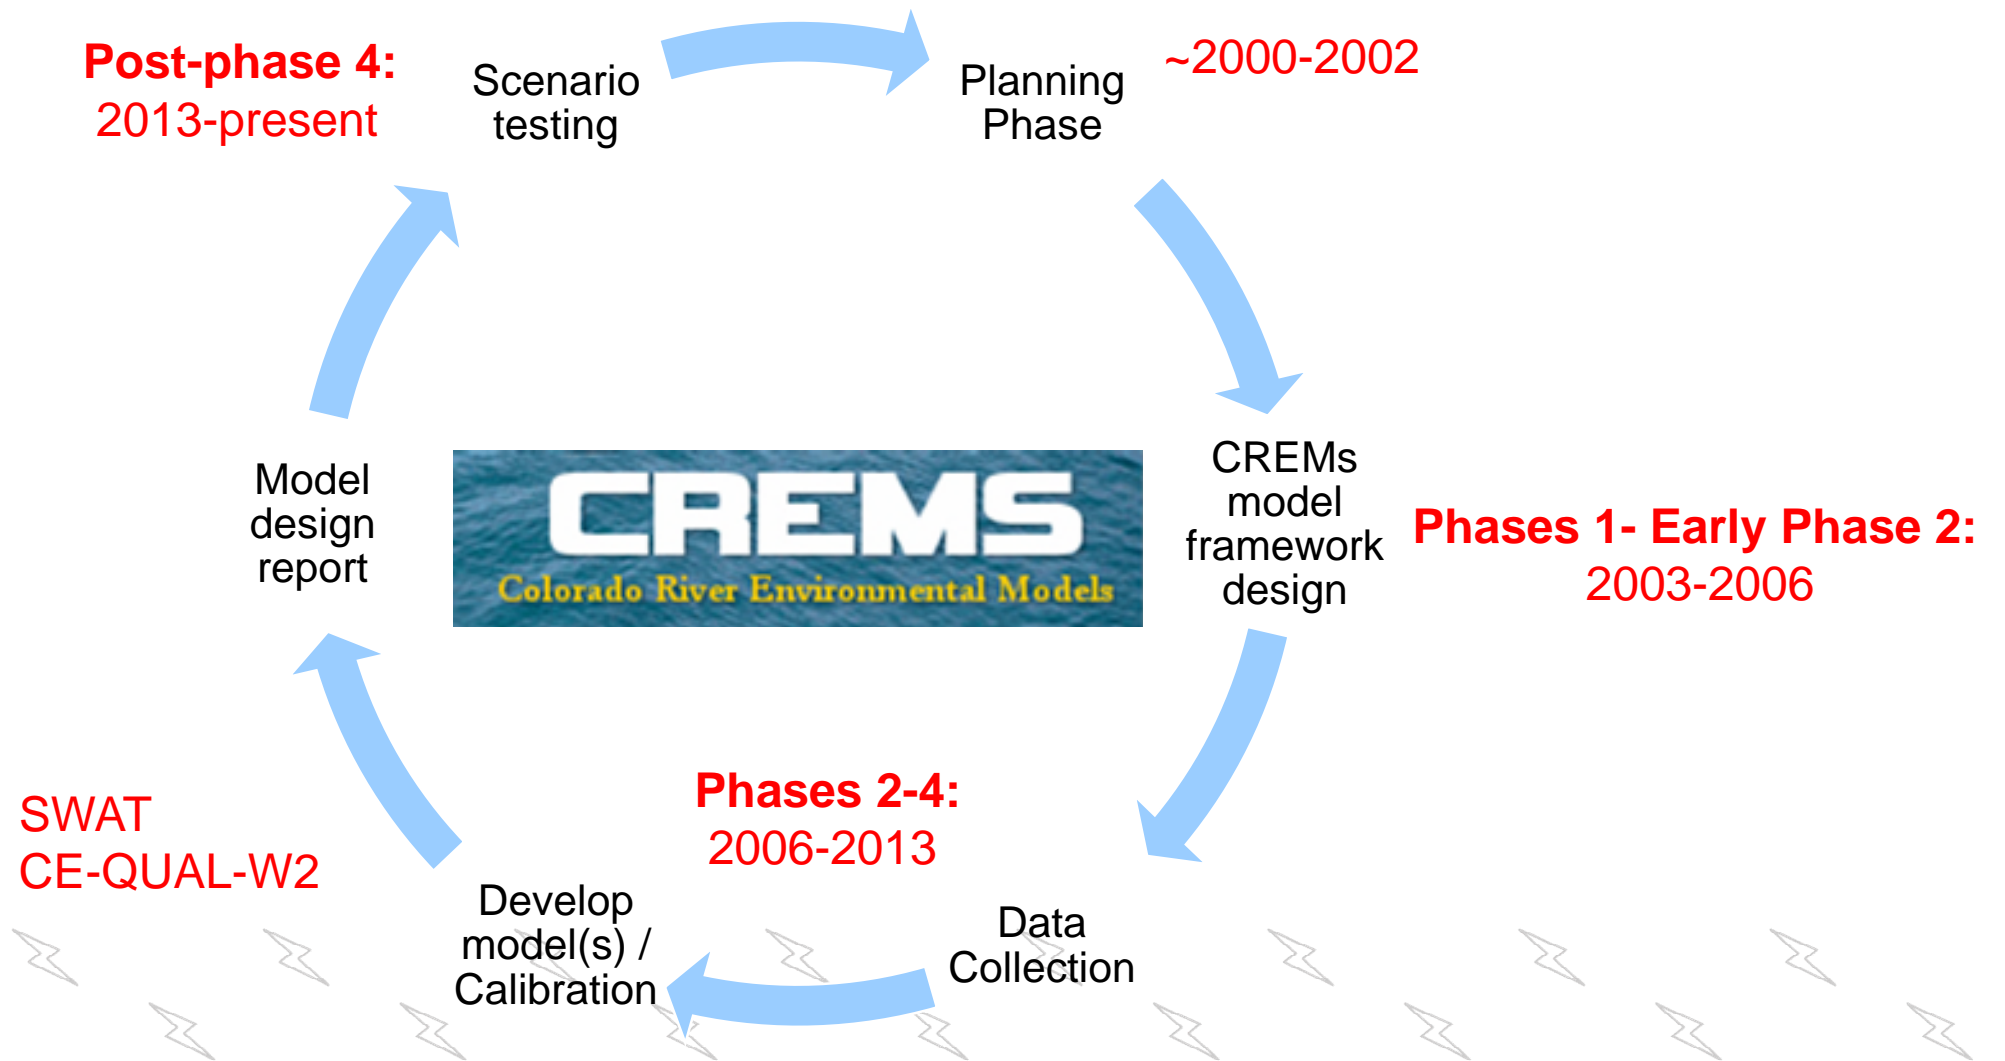 Post-phase 4:
2013-present
Scenario
testing
Planning
Phase
~2000-2002
CREMs
model
framework
design
Phases 1- Early Phase 2:
2003-2006
Model
design
report
CREMS
Colorado River Environmental Models
Phases 2-4:
2006-2013
SWAT
CE-QUAL-W2
Develop
model(s) /
Calibration
Data
Collection